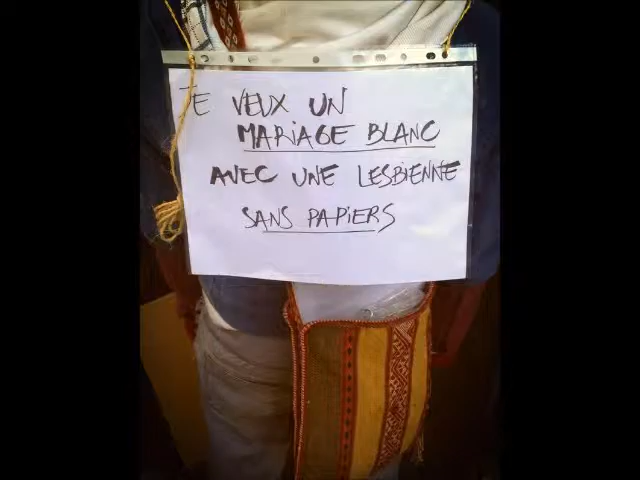 JE VEUX UN
MARIAGE BLANC
AVEC UNE LESBIENNE
SANS PAPIERS